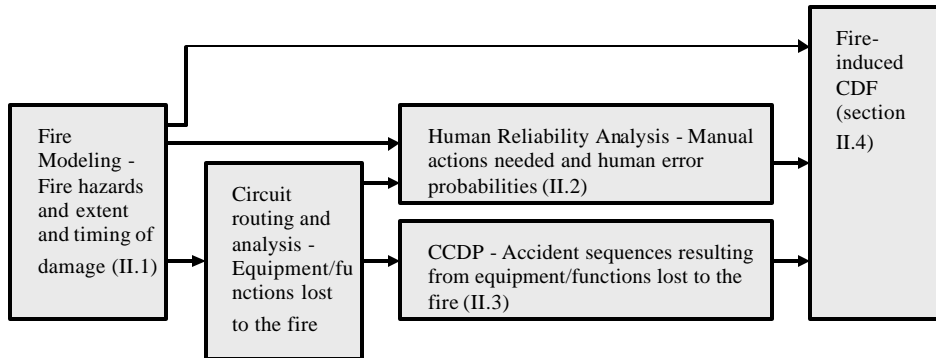 Fire
Modeling -
Fire hazards
and extent
and timing of
damage (II.1)
Circuit
routing and
analysis -
Equipment/fu
nctions lost
to the fire
Human Reliability Analysis - Manual
actions needed and human error
probabilities (II.2)
CCDP - Accident sequences resulting
from equipment/functions lost to the
fire (II.3)
Fire-
induced
CDF
(section
II.4)